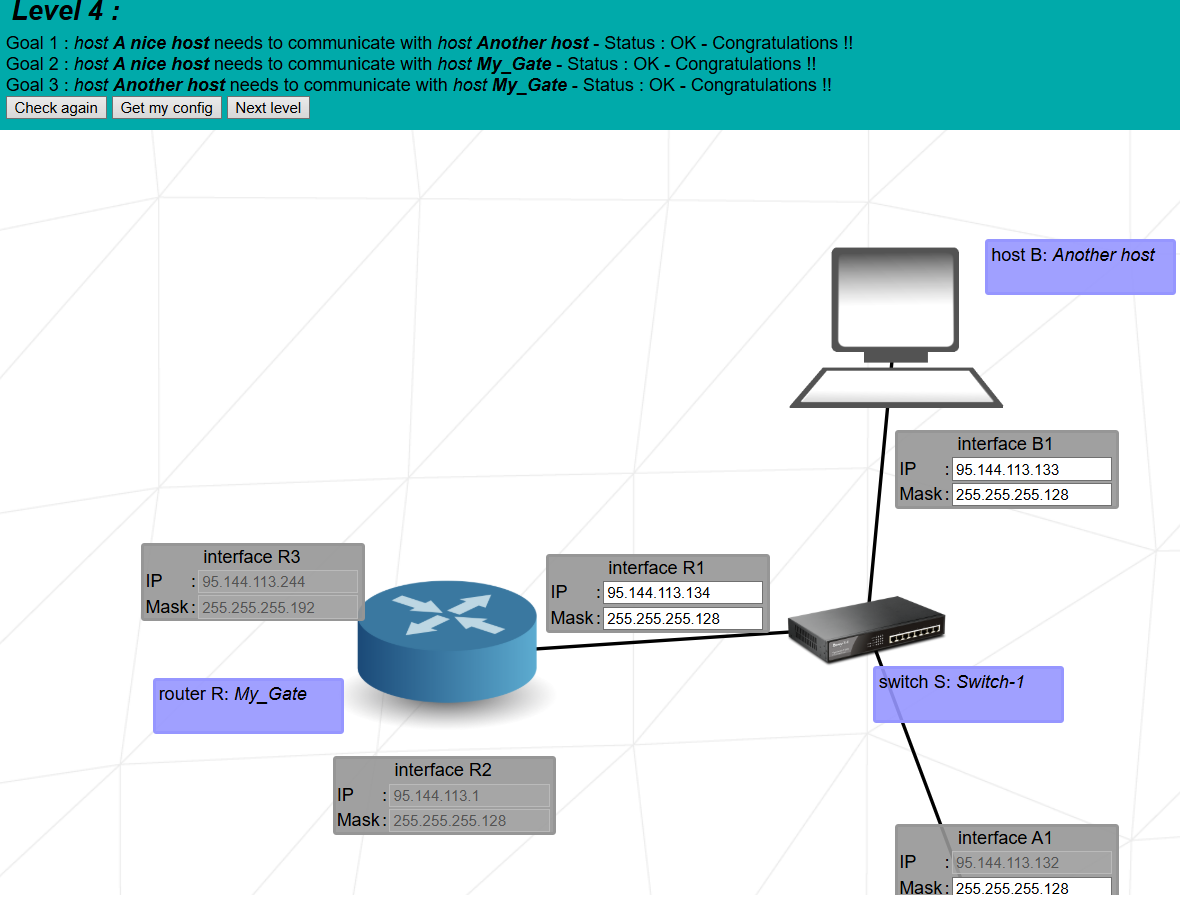 Level 4 :
Goal 1 : host A nice host needs to communicate with host Another host - Status : OK - Congratulations !!
Goal 2 : host A nice host needs to communicate with host My_Gate - Status : OK - Congratulations !!
Goal 3 : host Another host needs to communicate with host My_Gate - Status : OK - Congratulations !!
Check again Get my config Next level
host B: Another host
interface B1
IP : 95.144.113.133
Mask : 255.255.255.128
interface R3
IP : 95.144.113.244
Mask : 255.255.255.192
interface R1
IP : 95.144.113.134
Mask : 255.255.255.128
router R: My_Gate
switch S: Switch-1
interface R2
IP : 95.144.113.1
Mask : 255.255.255.128
interface A1
IP : 95.144.113.132
Mask : 255.255.255.128